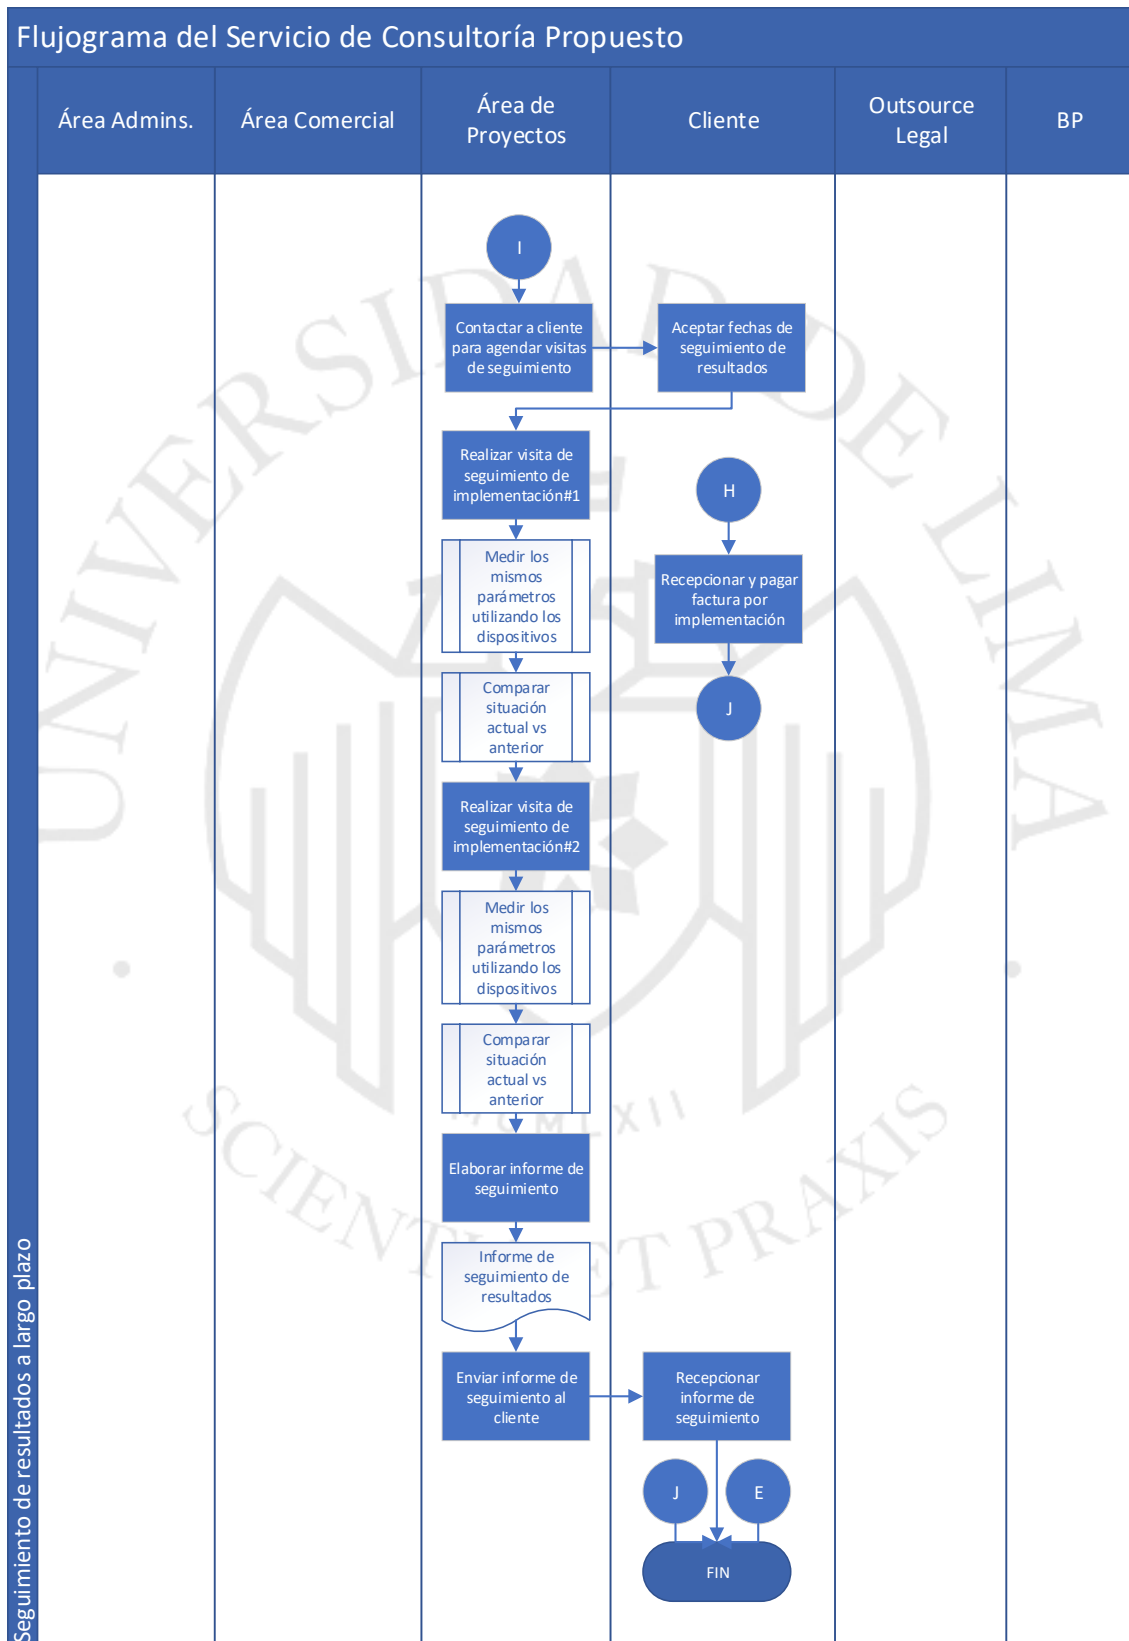 Flujograma del Servicio de Consultoría Propuesto
Área Admins.
Área Comercial
Área de
Proyectos
Cliente
Outsource
Legal
BP
Seguimiento de resultados a largo plazo
I
Contactar a cliente
para agendar visitas
de seguimiento
Aceptar fechas de
seguimiento de
resultados
Realizar visita de
seguimiento de
implementación#1
H
Medir los
mismos
parámetros
utilizando los
dispositivos
Recepcionar y pagar
factura por
implementación
Comparar
situación
actual vs
anterior
J
Realizar visita de
seguimiento de
implementación#2
Medir los
mismos
parámetros
utilizando los
dispositivos
Comparar
situación
actual vs
anterior
Elaborar informe de
seguimiento
Informe de
seguimiento de
resultados
Enviar informe de
seguimiento al
cliente
Recepcionar
informe de
seguimiento
J
E
FIN
UNIVERSIDAD DE LIMA
MCMLXII
SCIENTIA ET PRAXIS